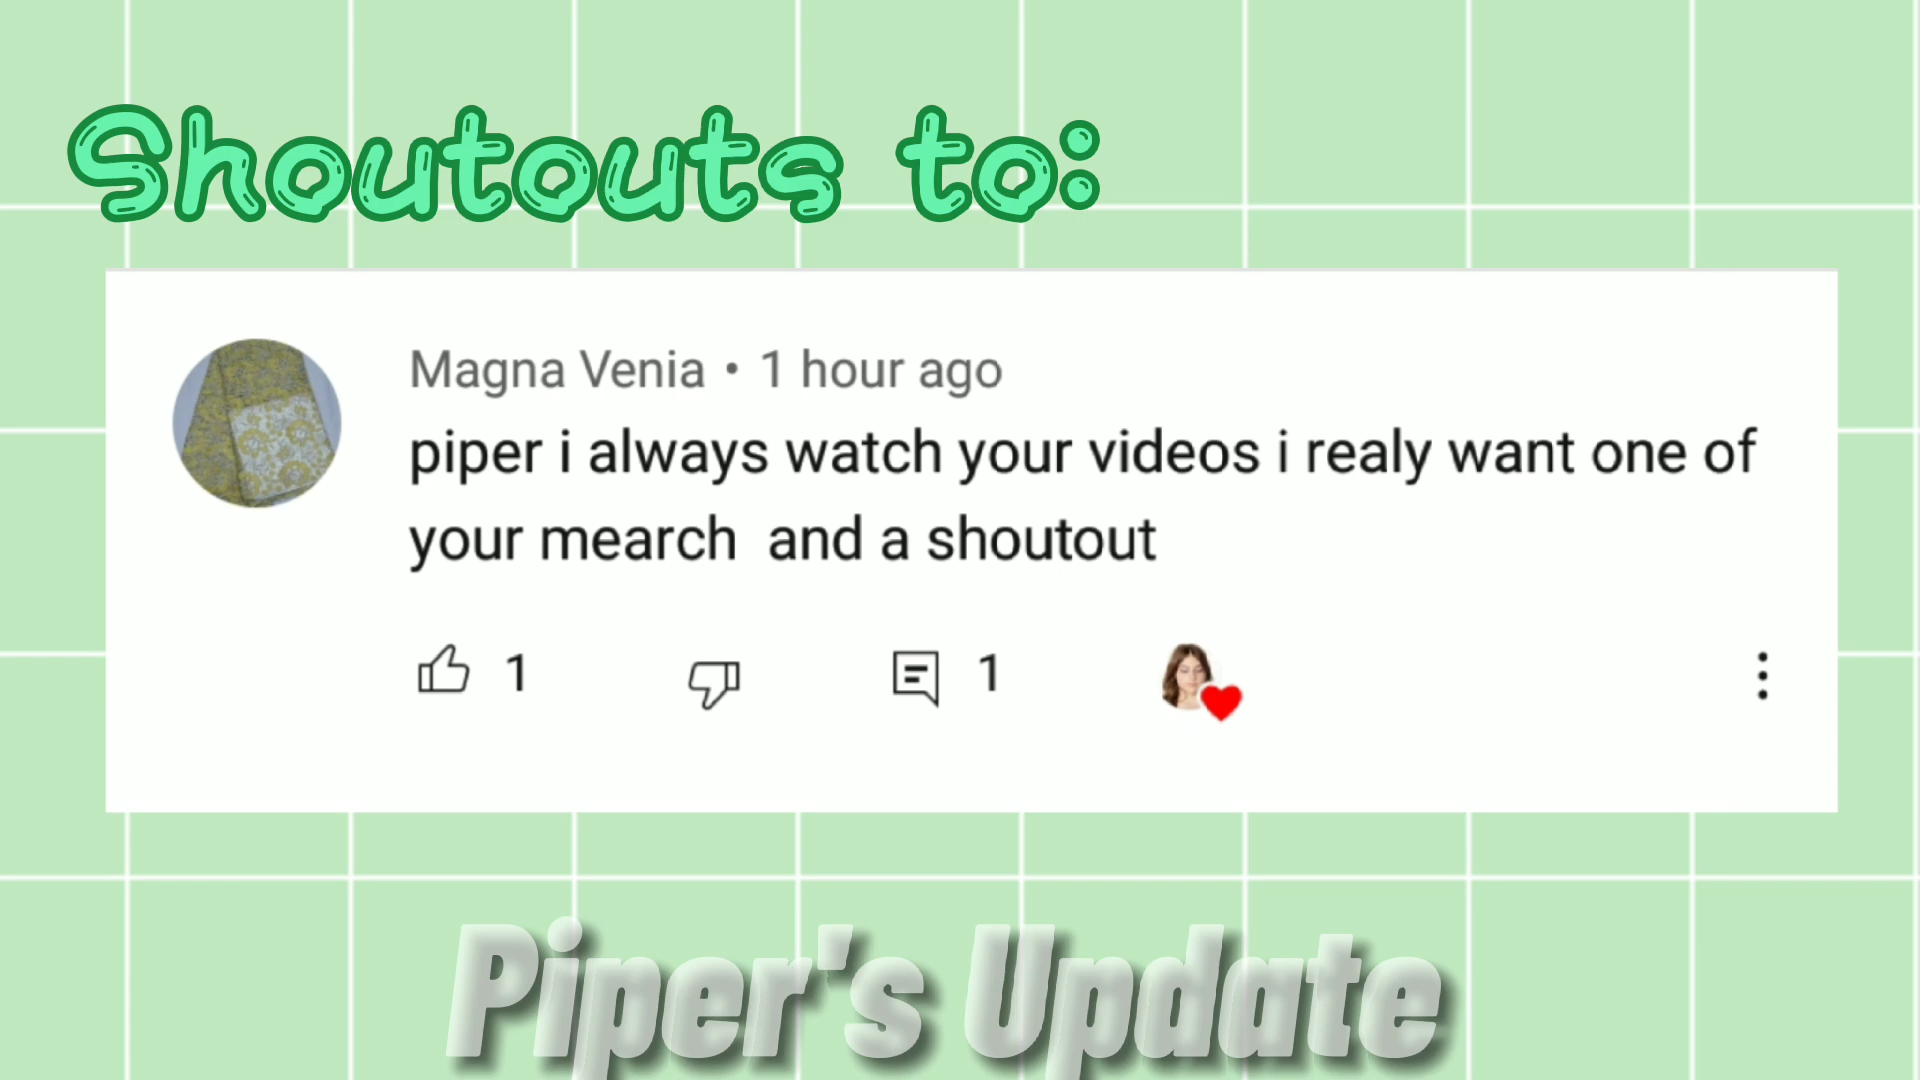 Shoutouts to:
Magna Venia • 1 hour ago
piper i always watch your videos i realy want one of
your mearch  and a shoutout
1 1
Piper's Update